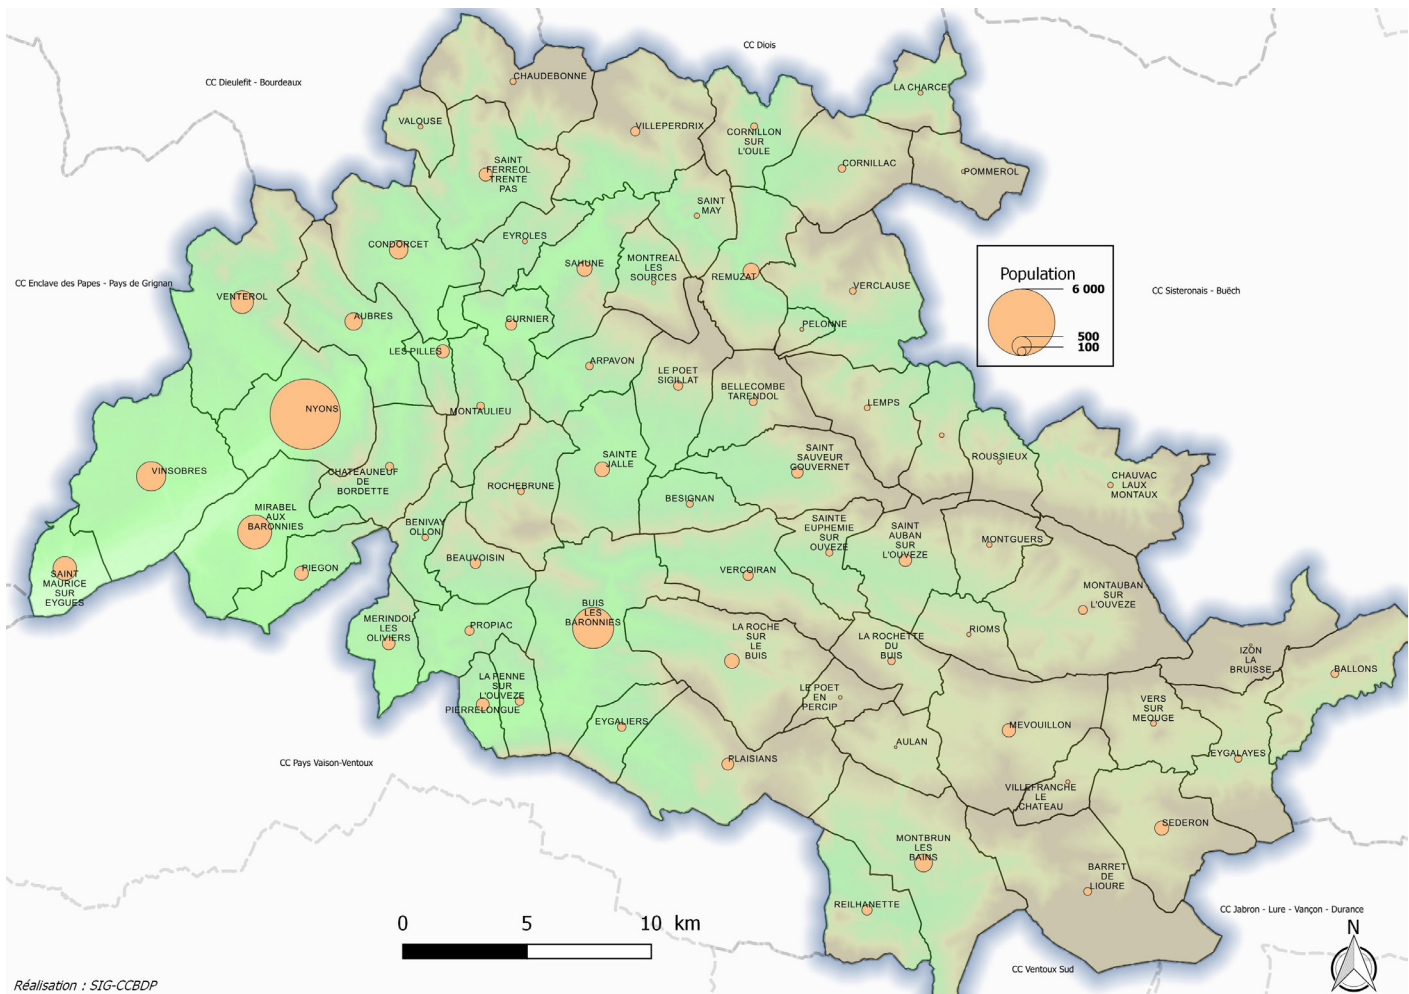 CC Diois
CHAUDEBONNE
CC Dieulefit - Bourdeaux
LA CHARCE
VALOUSE
VILLEPERDRIX
CORNILLON
SUR
L'OULE
SAINT
FERREOL
TRENTE
PAS
CORNILLAC
POMMEROL
SAINT
MAY
EYROLES
CONDORCET
SAHUNE
MONTREAL
LES
SOURCES
REMUZAT
VERCLAUSE
CC Enclave des Papes - Pays de Grignan
VENTEROL
CC Sisteronais - Buëch
Population
6 000
500
100
AUBRES
CURNIER
PELONNE
LES PILLES
ARPAVON
LE POET
SIGILLAT
BELLECOMBE
TARENDOL
LEMPS
NYONS
MONTAULIEU
SAINT
SAUVEUR
GOUVERNET
SAINTE
JALLE
ROUSSIEUX
VINSOBRES
CHATEAUNEUF
DE
BORDETTE
CHAUVAC
LAUX
MONTAUX
ROCHEBRUNE
BESIGNAN
MIRABEL
AUX
BARONNIES
BENIVAY
OLLON
SAINTE
EUPHEMIE
SUR
OUVEZE
SAINT
AUBAN
SUR
L'OUVEZE
MONTGUERS
BEAUVOISIN
PIEGON
VERCOIRAN
SAINT
MAURICE
SUR
EYGUES
MONTAUBAN
SUR
L'OUVEZE
BUIS
LES
BARONNIES
MERINDOL
LES
OLIVIERS
PROPIAC
LA ROCHE
SUR
LE
BUIS
LA ROCHETTE
DU
BUIS
RIOMS
IZON
LA
BRUISSE
BALLONS
LA PENNE
SUR
L'OUVEZE
PIERRELONGUE
LE POET
EN
PERCIP
VERS
SUR
MEOUGE
EYGALIERS
MEVOUILLON
AULAN
EYGALAYES
PLAISIANS
CC Pays Vaison-Ventoux
VILLEFRANCHE
LE
CHATEAU
SEDERON
MONTBRUN
LES
BAINS
BARRET
DE
LIOURE
REILHANETTE
CC Jabron - Lure - Vançon - Durance
0 5 10 km
N
CC Ventoux Sud
Réalisation : SIG-CCBDP